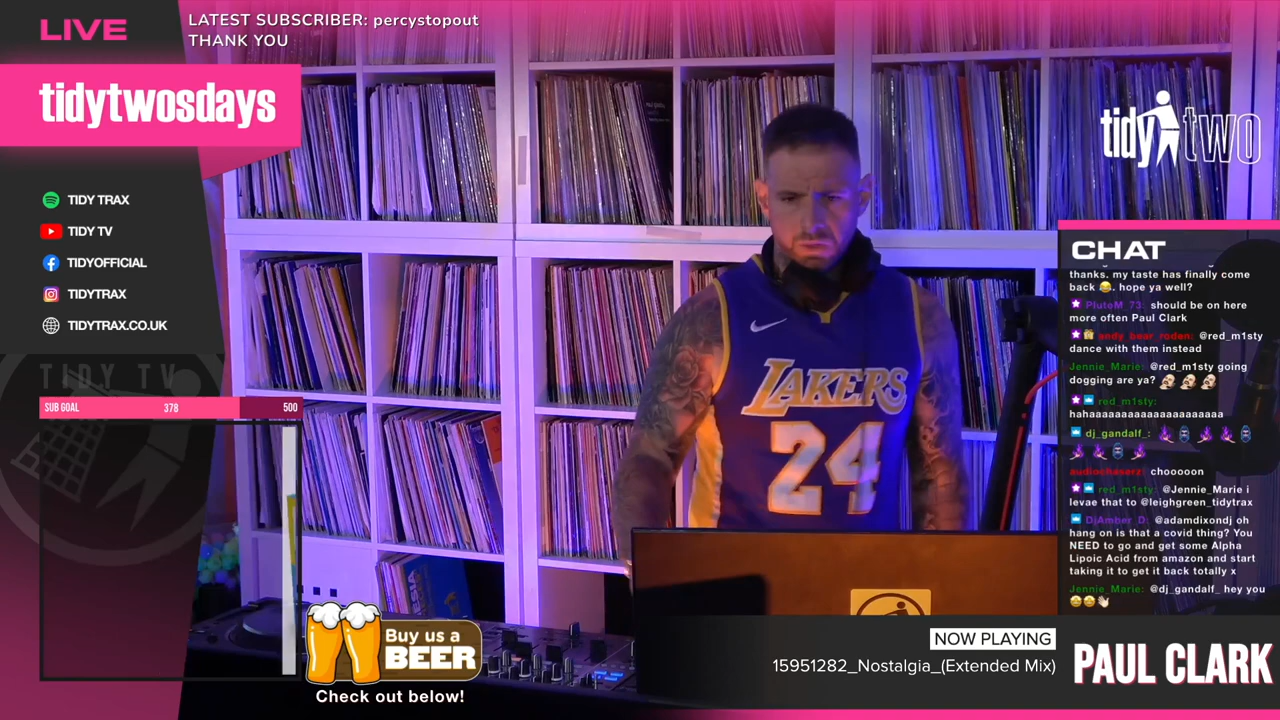 LIVE
LATEST SUBSCRIBER: percystopout
THANK YOU
tidytwosdays
tidy two
TIDY TRAX
TIDY TV
TIDYOFFICIAL
TIDYTRAX
TIDYTRAX.CO.UK
TIDY TV
SUB GOAL 378 500
LAKERS
24
CHAT
thanks. my taste has finally come
back 😂. hope ya well?
PluteM_73: should be on here
more often Paul Clark
andy_bear_roden: @red_m1sty
dance with them instead
Jennie_Marie: @red_m1sty going
dogging are ya?
red_m1sty:
hahaaaaaaaaaaaaaaaaaaaaa
dj_gandalf_:
audiochaserz: chooooon
red_m1sty: @Jennie_Marie i
levae that to @leighgreen_tidytrax
DjAmber_D: @adamdixondj oh
hang on is that a covid thing? You
NEED to go and get some Alpha
Lipoic Acid from amazon and start
taking it to get it back totally x
Jennie_Marie: @dj_gandalf_ hey you
Buy us a
BEER
Check out below!
NOW PLAYING
15951282_Nostalgia_(Extended Mix)
PAUL CLARK